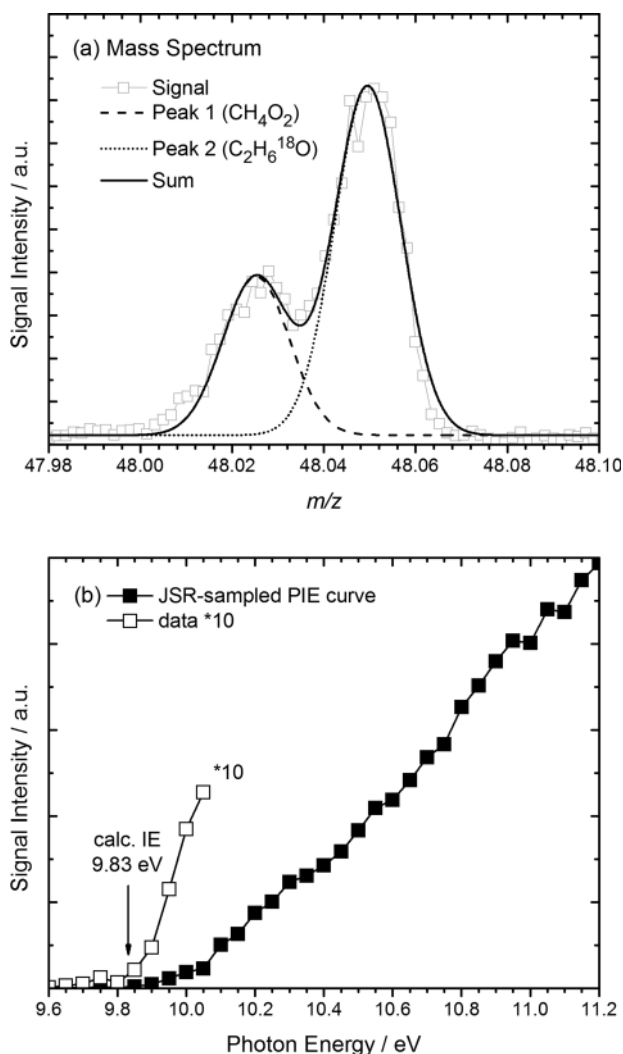 (a) Mass Spectrum
Signal
Peak 1 (CH₄O₂)
Peak 2 (C₂H₆¹⁸O)
Sum
Signal Intensity / a.u.
47.98 48.00 48.02 48.04 48.06 48.08 48.10
m/z
(b) JSR-sampled PIE curve
data *10
*10
calc. IE
9.83 eV
Signal Intensity / a.u.
9.6 9.8 10.0 10.2 10.4 10.6 10.8 11.0 11.2
Photon Energy / eV